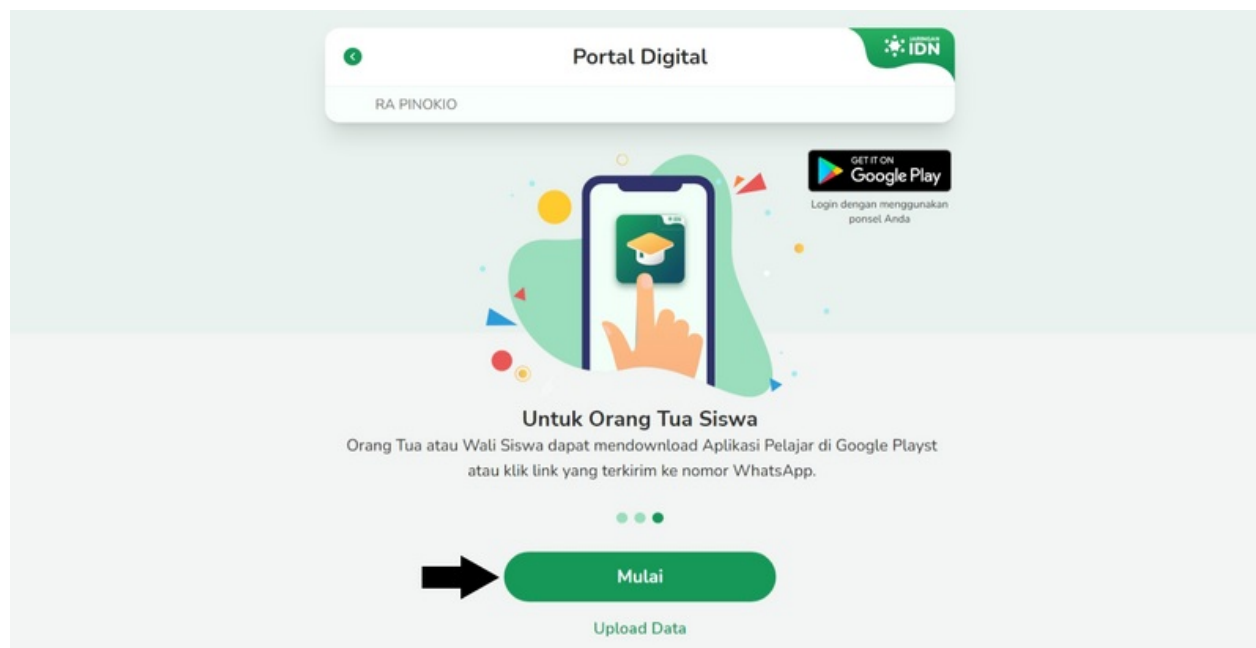 Portal Digital
JARINGAN
IDN
RA PINOKIO
GET IT ON
Google Play
Login dengan menggunakan
ponsel Anda
Untuk Orang Tua Siswa
Orang Tua atau Wali Siswa dapat mendownload Aplikasi Pelajar di Google Playst
atau klik link yang terkirim ke nomor WhatsApp.
Mulai
Upload Data